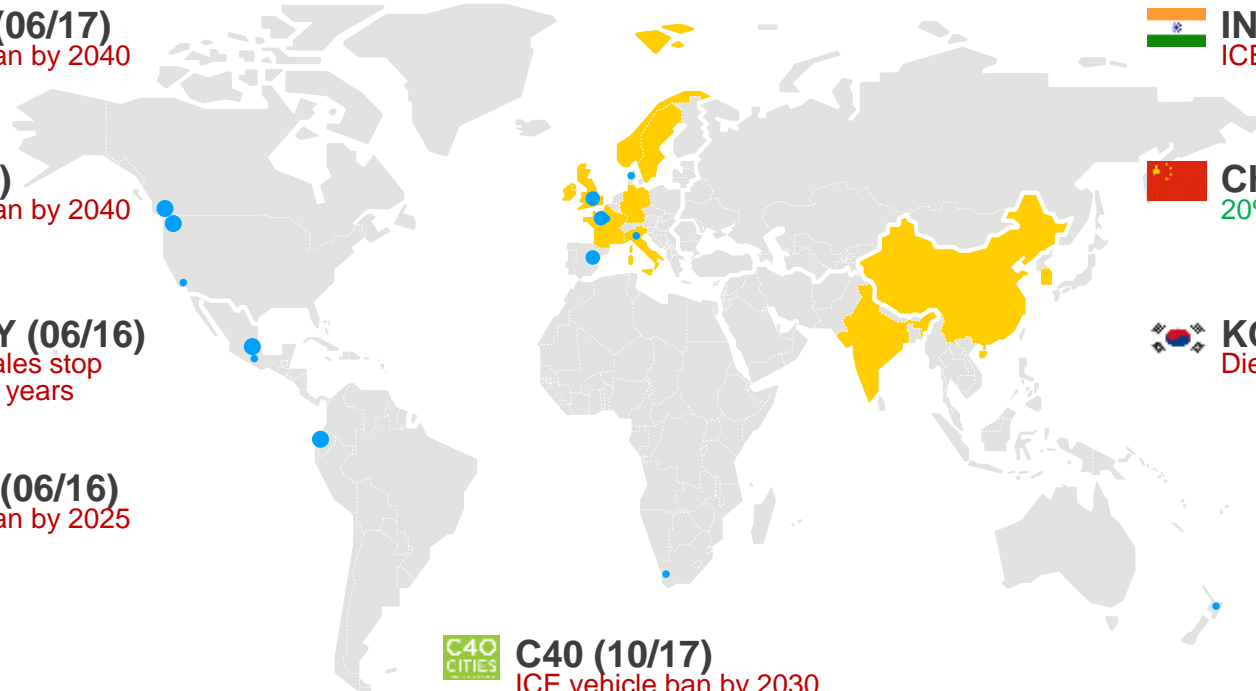 (06/17)
an by 2040
)
an by 2040
Y (06/16)
ales stop
years
(06/16)
an by 2025
IN
ICE
CH
20%
KO
Die
C40
CITIES
C40 (10/17)
ICE vehicle ban by 2030